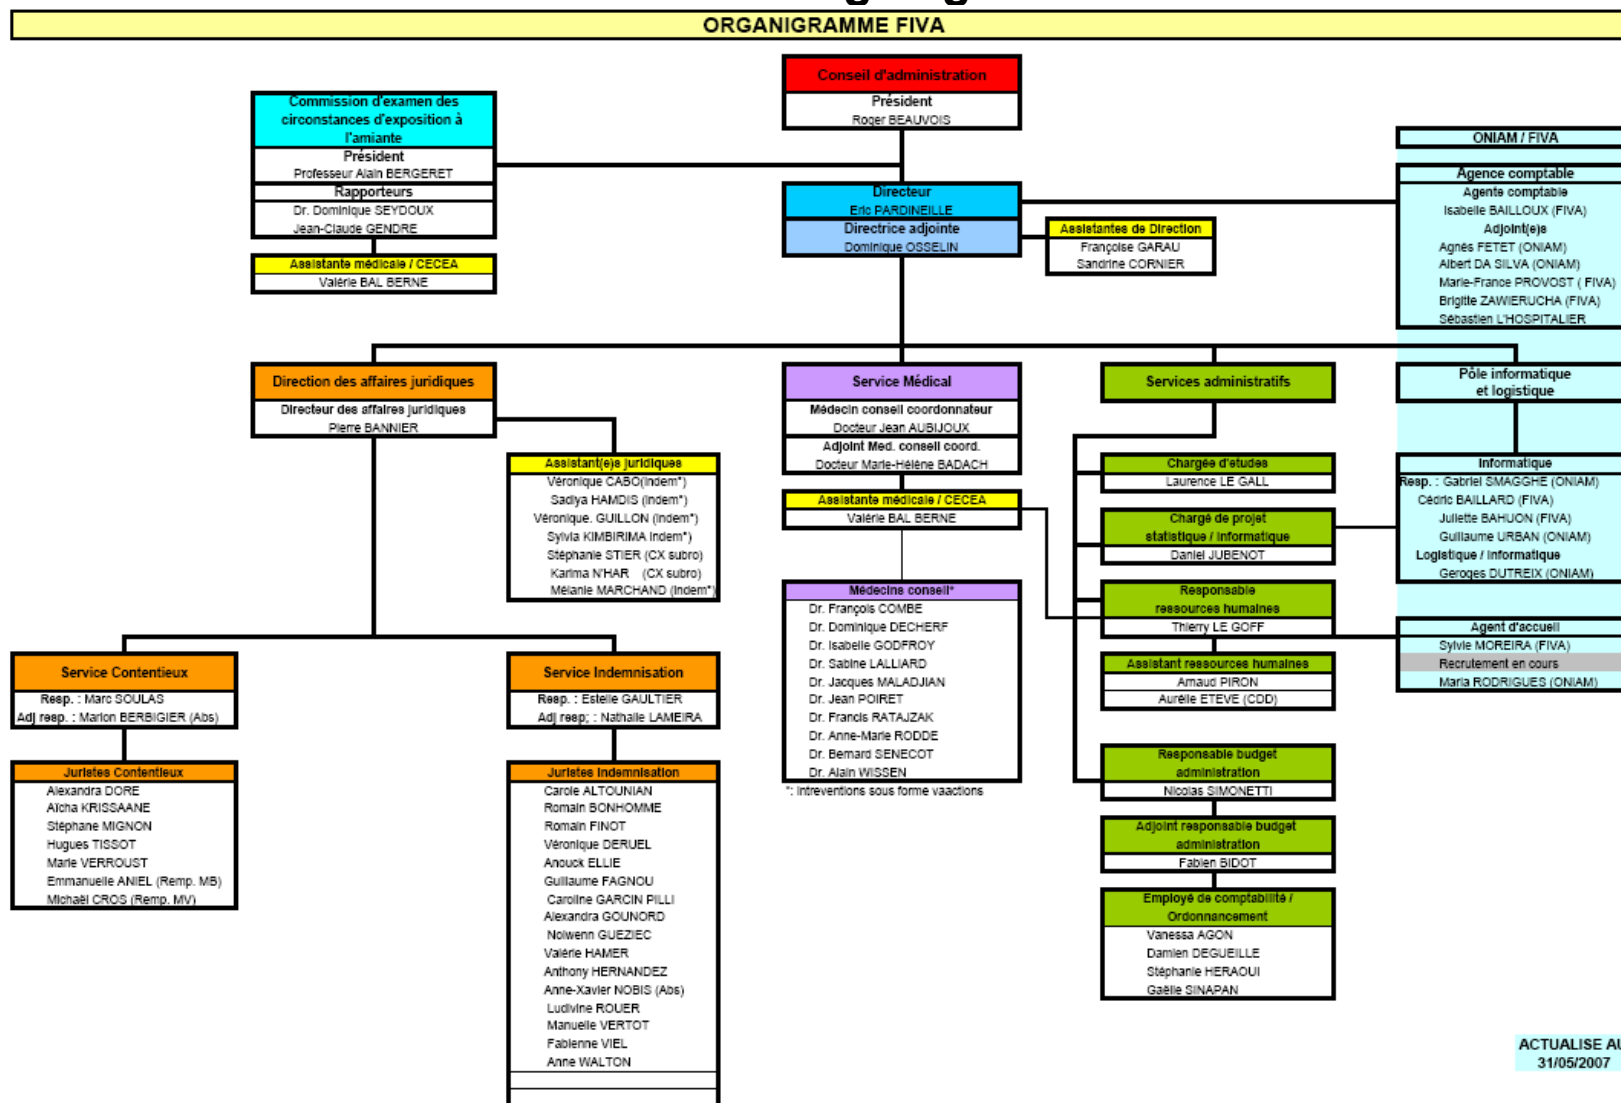 ORGANIGRAMME FIVA
Conseil d'administration
Président
Roger BEAUVOIS
Commission d'examen des
circonstances d'exposition à
l'amiante
Président
Professeur Alain BERGERET
Rapporteurs
Dr. Dominique SEYDOUX
Jean-Claude GENDRE
Assistante médicale / CECEA
Valérie BAL BERNE
Directeur
Eric PARDINEILLE
Directrice adjointe
Dominique OSSELIN
Assistantes de Direction
Françoise GARAU
Sandrine CORNIER
ONIAM / FIVA
Agence comptable
Agente comptable
Isabelle BAILLOUX (FIVA)
Adjoint(e)s
Agnès FETET (ONIAM)
Albert DA SILVA (ONIAM)
Marie-France PROVOST ( FIVA)
Brigitte ZAWIERUCHA (FIVA)
Sébastien L'HOSPITALIER
Direction des affaires juridiques
Directeur des affaires juridiques
Pierre BANNIER
Assistant(e)s juridiques
Véronique CABO(Indem°)
Sadiya HAMDIS (Indem°)
Véronique. GUILLON (Indem°)
Sylvia KIMBIRIMA Indem°)
Stéphanie STIER (CX subro)
Karima N'HAR (CX subro)
Mélanie MARCHAND (Indem°)
Service Contentieux
Resp. : Marc SOULAS
Adj resp. : Marion BERBIGIER (Abs)
Juristes Contentieux
Alexandra DORE
Aïcha KRISSAANE
Stéphane MIGNON
Hugues TISSOT
Marie VERROUST
Emmanuelle ANIEL (Remp. MB)
Michaël CROS (Remp. MV)
Service Indemnisation
Resp. : Estelle GAULTIER
Adj resp; : Nathalie LAMEIRA
Juristes Indemnisation
Carole ALTOUNIAN
Romain BONHOMME
Romain FINOT
Véronique DERUEL
Anouck ELLIE
Guillaume FAGNOU
Caroline GARCIN PILLI
Alexandra GOUNORD
Nolwenn GUEZIEC
Valérie HAMER
Anthony HERNANDEZ
Anne-Xavier NOBIS (Abs)
Ludivine ROUER
Manuelle VERTOT
Fabienne VIEL
Anne WALTON
Service Médical
Médecin conseil coordonnateur
Docteur Jean AUBIJOUX
Adjoint Med. conseil coord.
Docteur Marie-Hélène BADACH
Assistante médicale / CECEA
Valérie BAL BERNE
Médecins conseil*
Dr. François COMBE
Dr. Dominique DECHERF
Dr. Isabelle GODFROY
Dr. Sabine LALLIARD
Dr. Jacques MALADJIAN
Dr. Jean POIRET
Dr. Francis RATAJZAK
Dr. Anne-Marie RODDE
Dr. Bernard SENECOT
Dr. Alain WISSEN
*: Intreventions sous forme vaactions
Services administratifs
Chargée d'études
Laurence LE GALL
Chargé de projet
statistique / Informatique
Daniel JUBENOT
Responsable
ressources humaines
Thierry LE GOFF
Assistant ressources humaines
Arnaud PIRON
Aurélie ETEVE (CDD)
Responsable budget
administration
Nicolas SIMONETTI
Adjoint responsable budget
administration
Fabien BIDOT
Employé de comptabilité /
Ordonnancement
Vanessa AGON
Damien DEGUEILLE
Stéphanie HERAOUI
Gaëlle SINAPAN
Pôle informatique
et logistique
Informatique
Resp. : Gabriel SMAGGHE (ONIAM)
Cédric BAILLARD (FIVA)
Juliette BAHUON (FIVA)
Guillaume URBAN (ONIAM)
Logistique / Informatique
Geroges DUTREIX (ONIAM)
Agent d'accueil
Sylvie MOREIRA (FIVA)
Recrutement en cours
Maria RODRIGUES (ONIAM)
ACTUALISE AU
31/05/2007